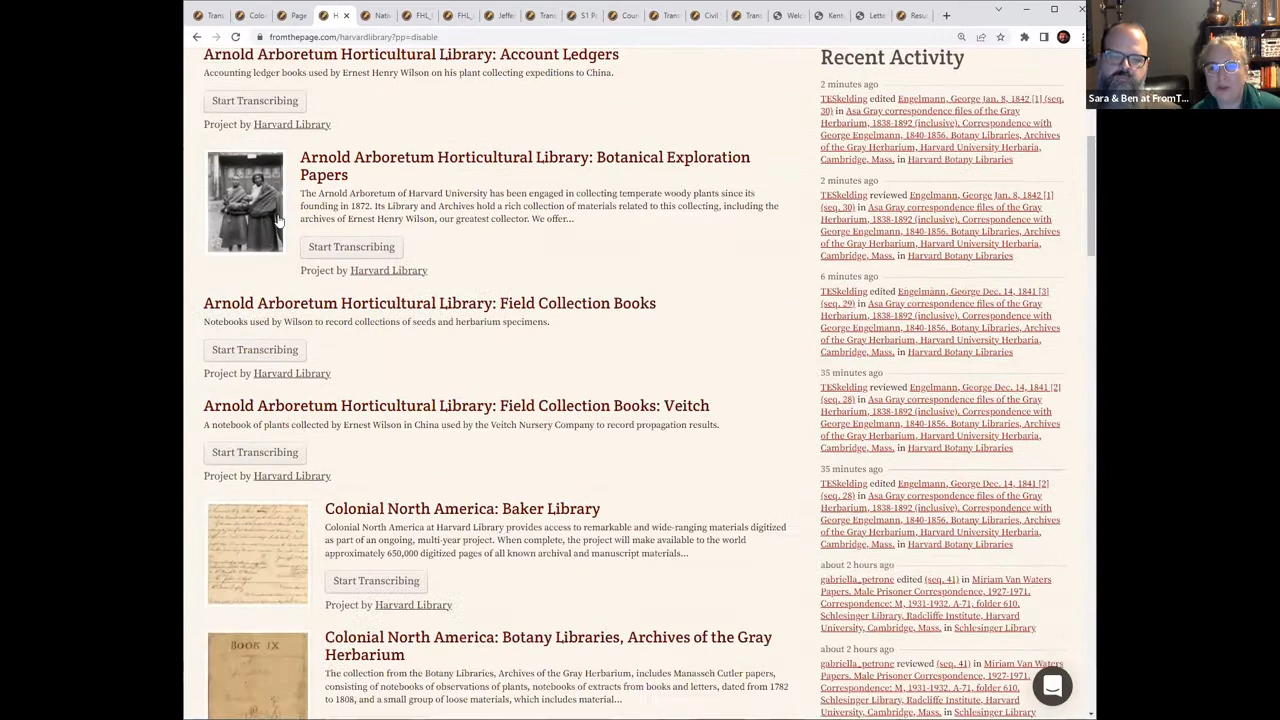 Trans
Color
Page
H
Nati
FHL_
FHL_
Jeffe
Trans
S1 P
Coun
Trans
Civil
Trans
Welc
Kent
Lette
Resu
fromthepage.com/harvardlibrary?pp=disable
Arnold Arboretum Horticultural Library: Account Ledgers
Accounting ledger books used by Ernest Henry Wilson on his plant collecting expeditions to China.
Start Transcribing
Project by Harvard Library
Arnold Arboretum Horticultural Library: Botanical Exploration
Papers
The Arnold Arboretum of Harvard University has been engaged in collecting temperate woody plants since its
founding in 1872. Its Library and Archives hold a rich collection of materials related to this collecting, including the
archives of Ernest Henry Wilson, our greatest collector. We offer...
Start Transcribing
Project by Harvard Library
Arnold Arboretum Horticultural Library: Field Collection Books
Notebooks used by Wilson to record collections of seeds and herbarium specimens.
Start Transcribing
Project by Harvard Library
Arnold Arboretum Horticultural Library: Field Collection Books: Veitch
A notebook of plants collected by Ernest Wilson in China used by the Veitch Nursery Company to record propagation results.
Start Transcribing
Project by Harvard Library
Colonial North America: Baker Library
Colonial North America at Harvard Library provides access to remarkable and wide-ranging materials digitized
as part of an ongoing, multi-year project. When complete, the project will make available to the world
approximately 650,000 digitized pages of all known archival and manuscript materials...
Start Transcribing
Project by Harvard Library
BOOK IX
Colonial North America: Botany Libraries, Archives of the Gray
Herbarium
The collection from the Botany Libraries, Archives of the Gray Herbarium, includes Manasseh Cutler papers,
consisting of notebooks of observations of plants, notebooks of extracts from books and letters, dated from 1782
to 1808, and a small group of loose materials, which includes material...
Recent Activity
2 minutes ago
TESkelding edited Engelmann, George Jan. 8, 1842 [1] (seq.
30) in Asa Gray correspondence files of the Gray
Herbarium, 1838-1892 (inclusive). Correspondence with
George Engelmann, 1840-1856. Botany Libraries, Archives
of the Gray Herbarium, Harvard University Herbaria,
Cambridge, Mass. in Harvard Botany Libraries
2 minutes ago
TESkelding reviewed Engelmann, George Jan. 8, 1842 [1]
(seq. 30) in Asa Gray correspondence files of the Gray
Herbarium, 1838-1892 (inclusive). Correspondence with
George Engelmann, 1840-1856. Botany Libraries, Archives
of the Gray Herbarium, Harvard University Herbaria,
Cambridge, Mass. in Harvard Botany Libraries
6 minutes ago
TESkelding edited Engelmann, George Dec. 14, 1841 [3]
(seq. 29) in Asa Gray correspondence files of the Gray
Herbarium, 1838-1892 (inclusive). Correspondence with
George Engelmann, 1840-1856. Botany Libraries, Archives
of the Gray Herbarium, Harvard University Herbaria,
Cambridge, Mass. in Harvard Botany Libraries
35 minutes ago
TESkelding reviewed Engelmann, George Dec. 14, 1841 [2]
(seq. 28) in Asa Gray correspondence files of the Gray
Herbarium, 1838-1892 (inclusive). Correspondence with
George Engelmann, 1840-1856. Botany Libraries, Archives
of the Gray Herbarium, Harvard University Herbaria,
Cambridge, Mass. in Harvard Botany Libraries
35 minutes ago
TESkelding edited Engelmann, George Dec. 14, 1841 [2]
(seq. 28) in Asa Gray correspondence files of the Gray
Herbarium, 1838-1892 (inclusive). Correspondence with
George Engelmann, 1840-1856. Botany Libraries, Archives
of the Gray Herbarium, Harvard University Herbaria,
Cambridge, Mass. in Harvard Botany Libraries
about 2 hours ago
gabriella_petrone edited (seq. 41) in Miriam Van Waters
Papers. Male Prisoner Correspondence, 1927-1971.
Correspondence: M, 1931-1932. A-71, folder 610.
Schlesinger Library, Radcliffe Institute, Harvard
University, Cambridge, Mass. in Schlesinger Library
about 2 hours ago
gabriella_petrone reviewed (seq. 41) in Miriam Van Waters
Papers. Male Prisoner Correspondence, 1927-1971.
Correspondence: M, 1931-1932. A-71, folder 610.
Schlesinger Library, Radcliffe Institute, Harvard
University, Cambridge, Mass. in Schlesinger Library
Sara & Ben at FromT...